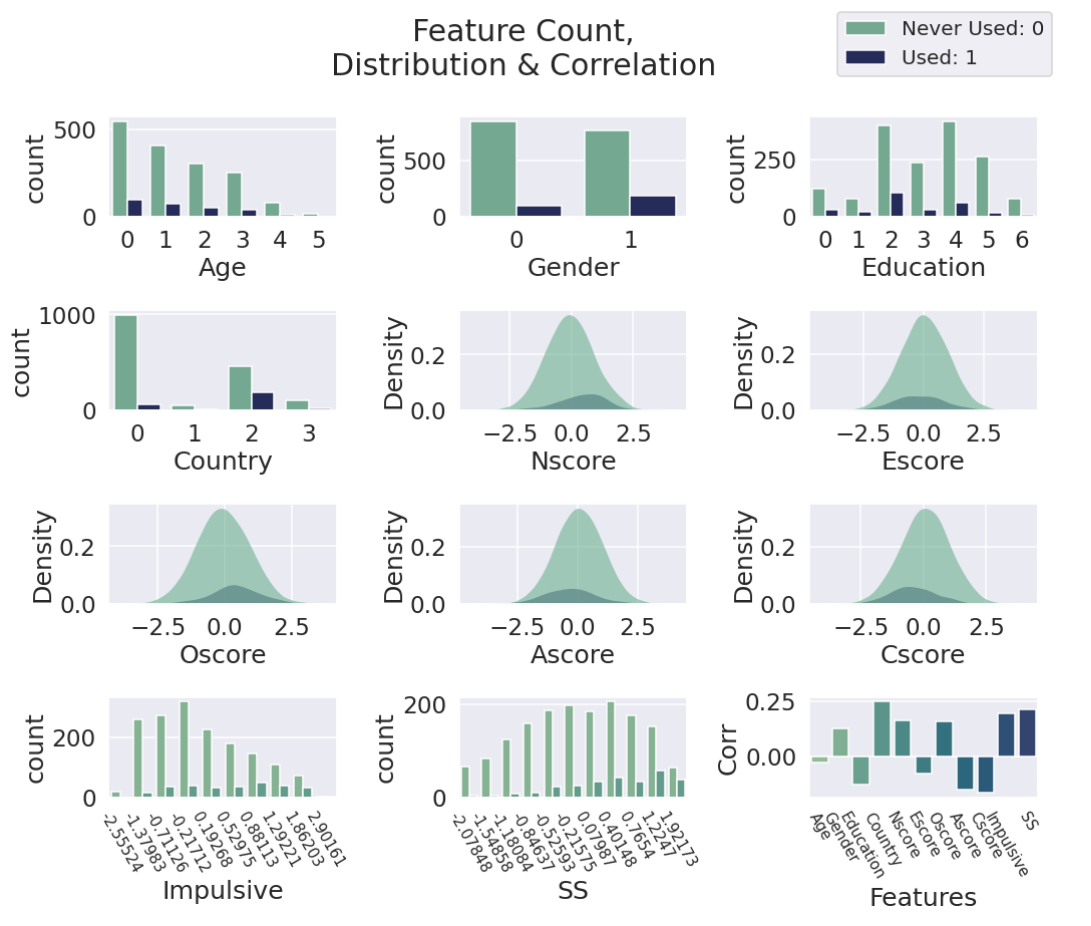 Feature Count,
Distribution & Correlation
Never Used: 0
Used: 1
count
500
0
0 1 2 3 4 5
Age
count
500
0
0 1
Gender
count
250
0
0 1 2 3 4 5 6
Education
count
1000
0
0 1 2 3
Country
Density
0.2
0.0
−2.5 0.0 2.5
Nscore
Density
0.2
0.0
−2.5 0.0 2.5
Escore
Density
0.2
0.0
−2.5 0.0 2.5
Oscore
Density
0.2
0.0
−2.5 0.0 2.5
Ascore
Density
0.2
0.0
−2.5 0.0 2.5
Cscore
count
200
0
-2.55524
-1.37983
-0.71126
-0.21712
0.19268
0.52975
0.88113
1.29221
1.86203
2.90161
Impulsive
count
200
0
-2.07848
-1.54858
-1.18084
-0.84637
-0.52593
-0.21575
0.07987
0.40148
0.7654
1.2247
1.92173
SS
Corr
0.25
0.00
Age
Gender
Education
Country
Nscore
Escore
Oscore
Ascore
Cscore
Impulsive
SS
Features